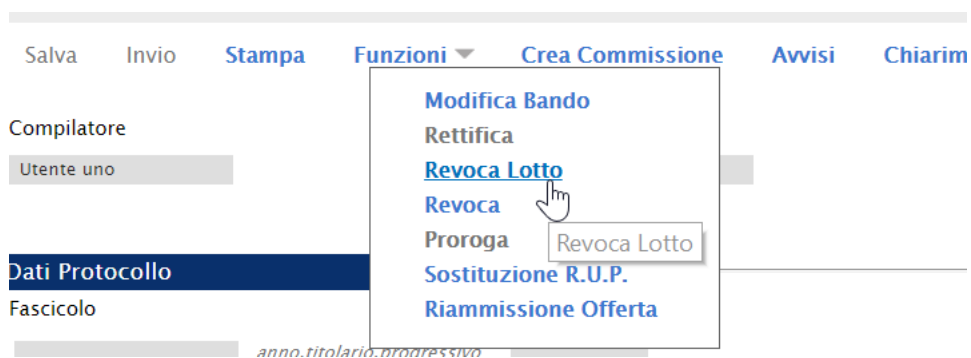 Salva Invio Stampa Funzioni Crea Commissione Avvisi Chiarim
Modifica Bando
Compilatore
Rettifica
Utente uno
Revoca Lotto
Revoca
Proroga
Revoca Lotto
Dati Protocollo
Sostituzione R.U.P.
Fascicolo
Riammissione Offerta
anno.titolario.progressivo